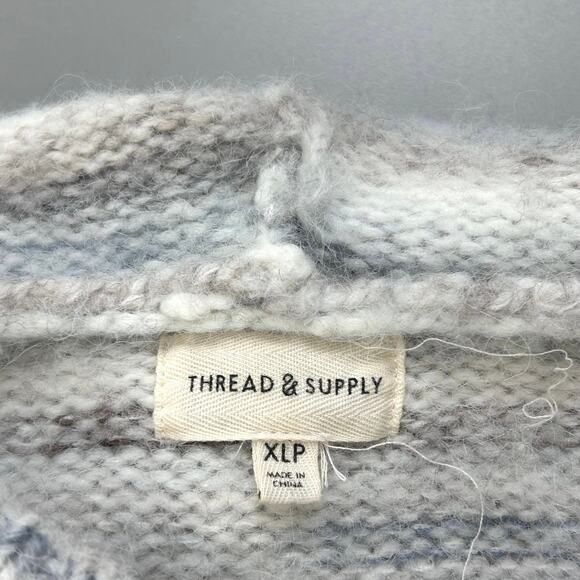 THREAD & SUPPLY
XLP
MADE IN
CHINA